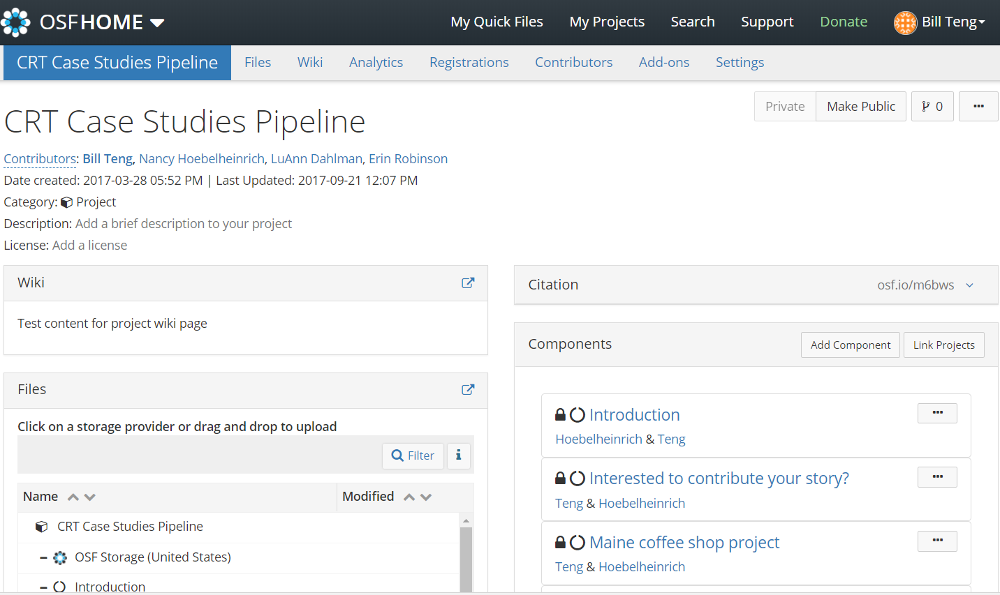 OSFHOME
My Quick Files
My Projects
Search
Support
Donate
Bill Teng
CRT Case Studies Pipeline
Files
Wiki
Analytics
Registrations
Contributors
Add-ons
Settings
Private
Make Public
0
CRT Case Studies Pipeline
Contributors: Bill Teng, Nancy Hoebelheinrich, LuAnn Dahlman, Erin Robinson
Date created: 2017-03-28 05:52 PM | Last Updated: 2017-09-21 12:07 PM
Category: Project
Description: Add a brief description to your project
License: Add a license
Wiki
Test content for project wiki page
Files
Click on a storage provider or drag and drop to upload
Filter
Name
Modified
CRT Case Studies Pipeline
OSF Storage (United States)
Introduction
Citation
osf.io/m6bws
Components
Add Component
Link Projects
Introduction
Hoebelheinrich & Teng
Interested to contribute your story?
Teng & Hoebelheinrich
Maine coffee shop project
Teng & Hoebelheinrich